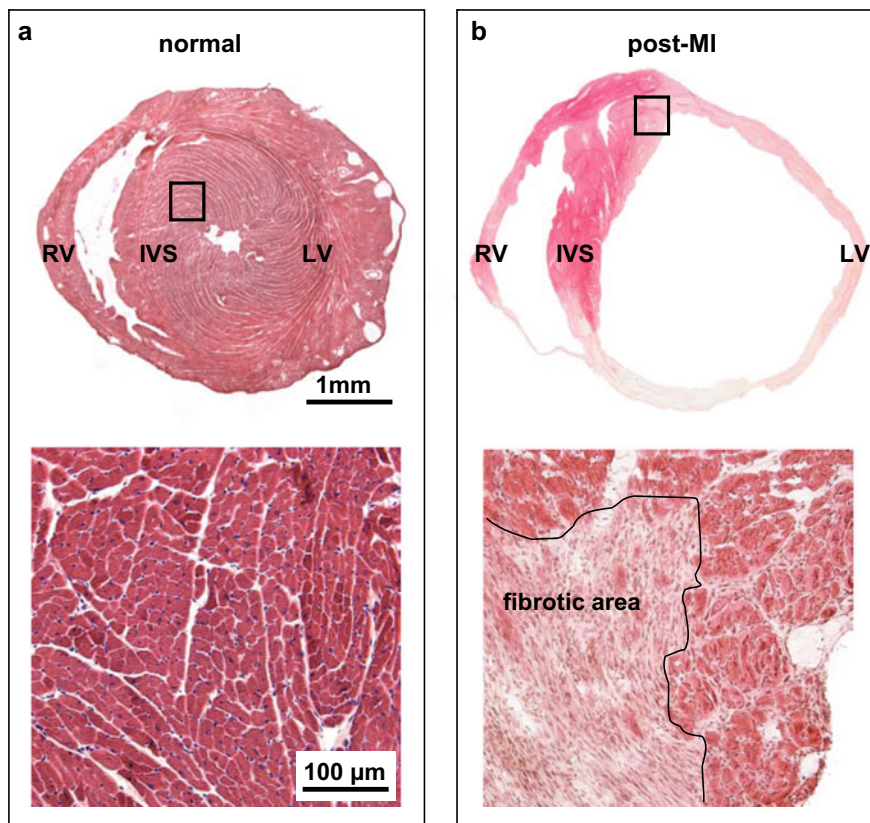 a
normal
RV
IVS
LV
1mm
100 µm
b
post-MI
RV
IVS
LV
fibrotic area